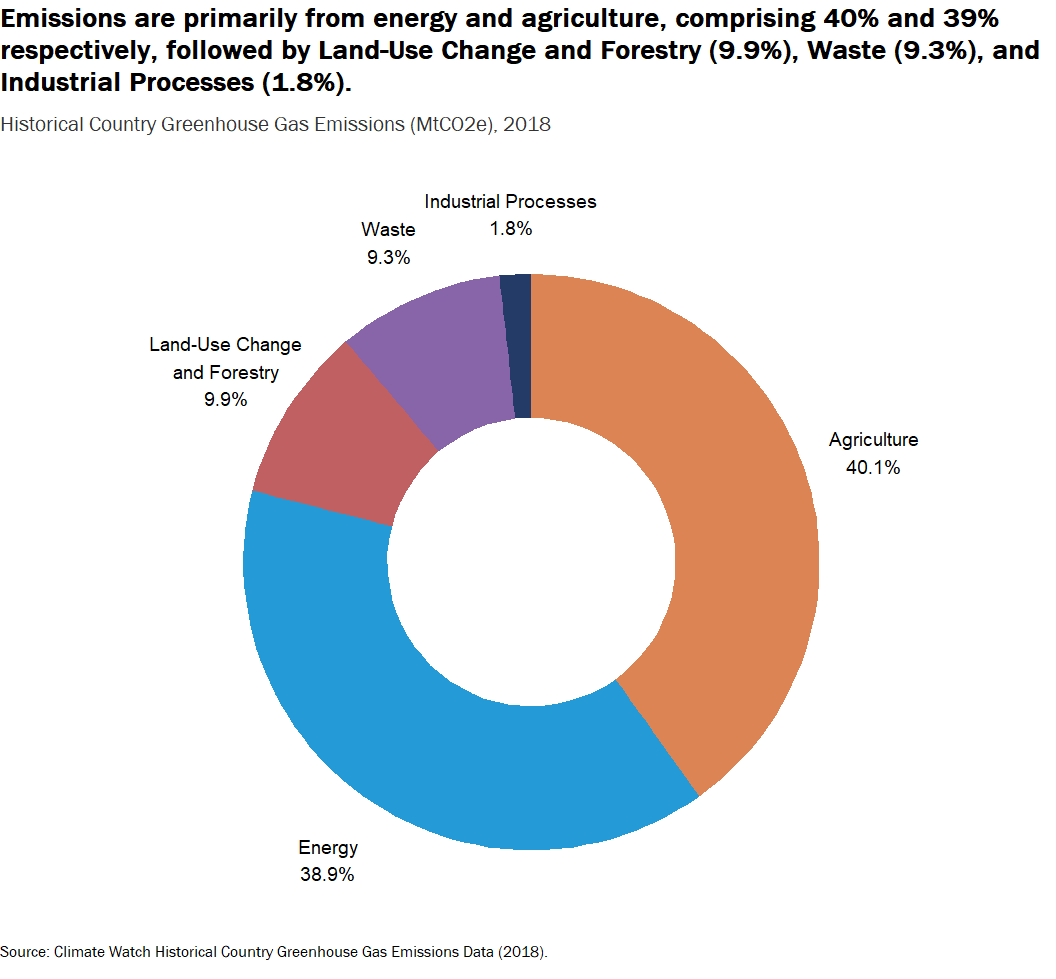 Emissions are primarily from energy and agriculture, comprising 40% and 39%
respectively, followed by Land-Use Change and Forestry (9.9%), Waste (9.3%), and
Industrial Processes (1.8%).
Historical Country Greenhouse Gas Emissions (MtCO2e), 2018
Industrial Processes
1.8%
Waste
9.3%
Land-Use Change
and Forestry
9.9%
Agriculture
40.1%
Energy
38.9%
Source: Climate Watch Historical Country Greenhouse Gas Emissions Data (2018).